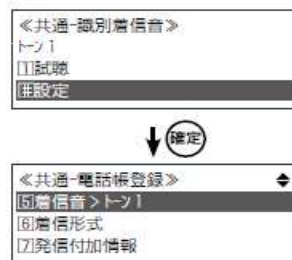 ≪共通-識別着信音≫
トーン1
1試聴
#設定
確定
≪共通-電話帳登録≫
5着信音>トーン1
6着信形式
7発信付加情報